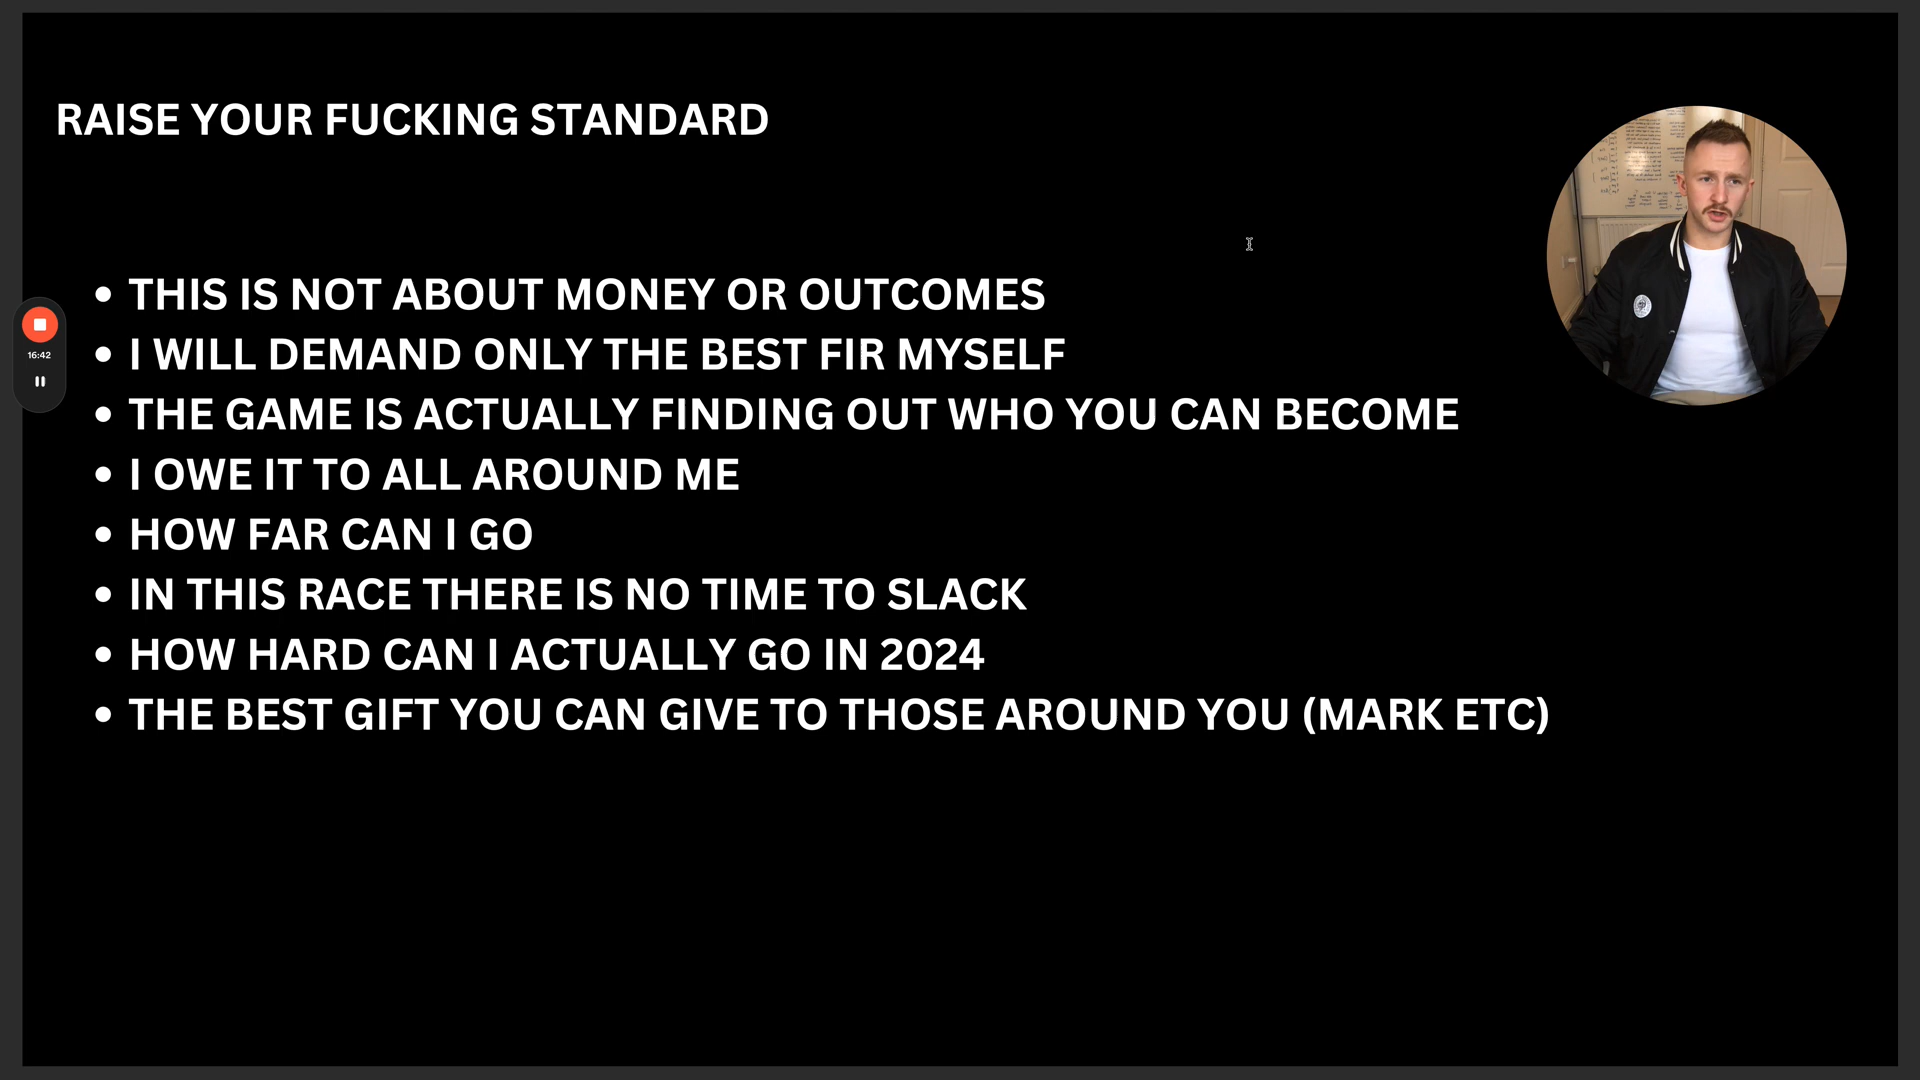 RAISE YOUR FUCKING STANDARD
• THIS IS NOT ABOUT MONEY OR OUTCOMES
• I WILL DEMAND ONLY THE BEST FIR MYSELF
• THE GAME IS ACTUALLY FINDING OUT WHO YOU CAN BECOME
• I OWE IT TO ALL AROUND ME
• HOW FAR CAN I GO
• IN THIS RACE THERE IS NO TIME TO SLACK
• HOW HARD CAN I ACTUALLY GO IN 2024
• THE BEST GIFT YOU CAN GIVE TO THOSE AROUND YOU (MARK ETC)
16:42